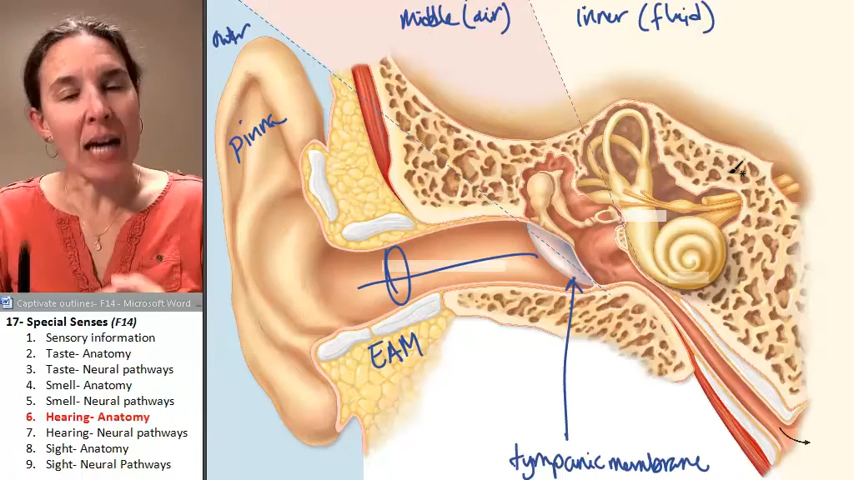 outer
middle (air)
inner (fluid)
pinna
EAM
tympanic membrane
Captivate outlines- F14 - Microsoft Word
17- Special Senses (F14)
1. Sensory information
2. Taste- Anatomy
3. Taste- Neural pathways
4. Smell- Anatomy
5. Smell- Neural pathways
6. Hearing- Anatomy
7. Hearing- Neural pathways
8. Sight- Anatomy
9. Sight- Neural Pathways